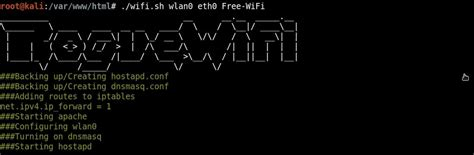 root@kali:/var/www/html# ./wifi.sh wlan0 eth0 Free-WiFi
RogueWiFi
###Backing up/Creating hostapd.conf
###Backing up/Creating dnsmasq.conf
###Adding routes to iptables
net.ipv4.ip_forward = 1
###Starting apache
###Configuring wlan0
###Turning on dnsmasq
###Starting hostapd